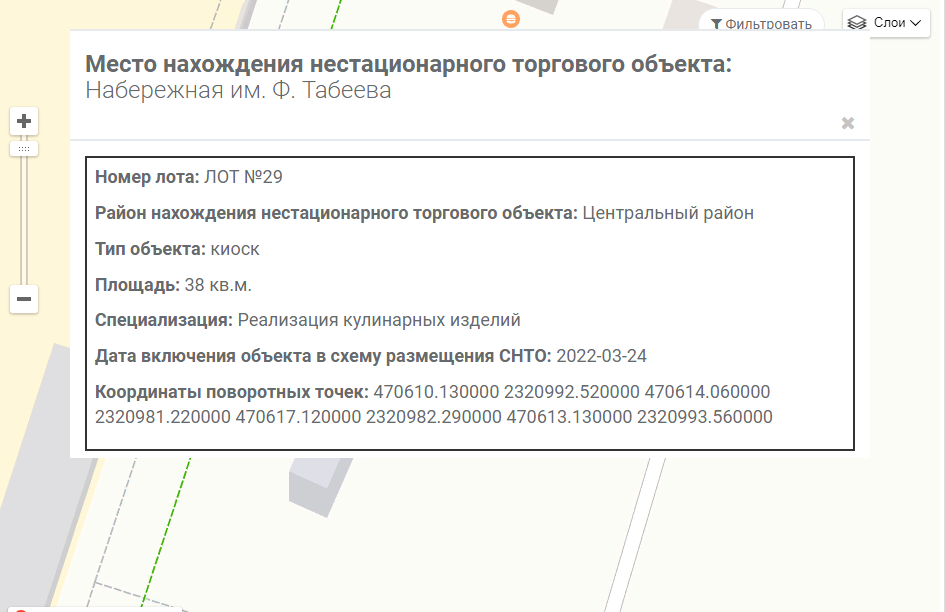 Фильтровать
Слои
Место нахождения нестационарного торгового объекта:
Набережная им. Ф. Табеева
Номер лота: ЛОТ №29
Район нахождения нестационарного торгового объекта: Центральный район
Тип объекта: киоск
Площадь: 38 кв.м.
Специализация: Реализация кулинарных изделий
Дата включения объекта в схему размещения СНТО: 2022-03-24
Координаты поворотных точек: 470610.130000 2320992.520000 470614.060000
2320981.220000 470617.120000 2320982.290000 470613.130000 2320993.560000